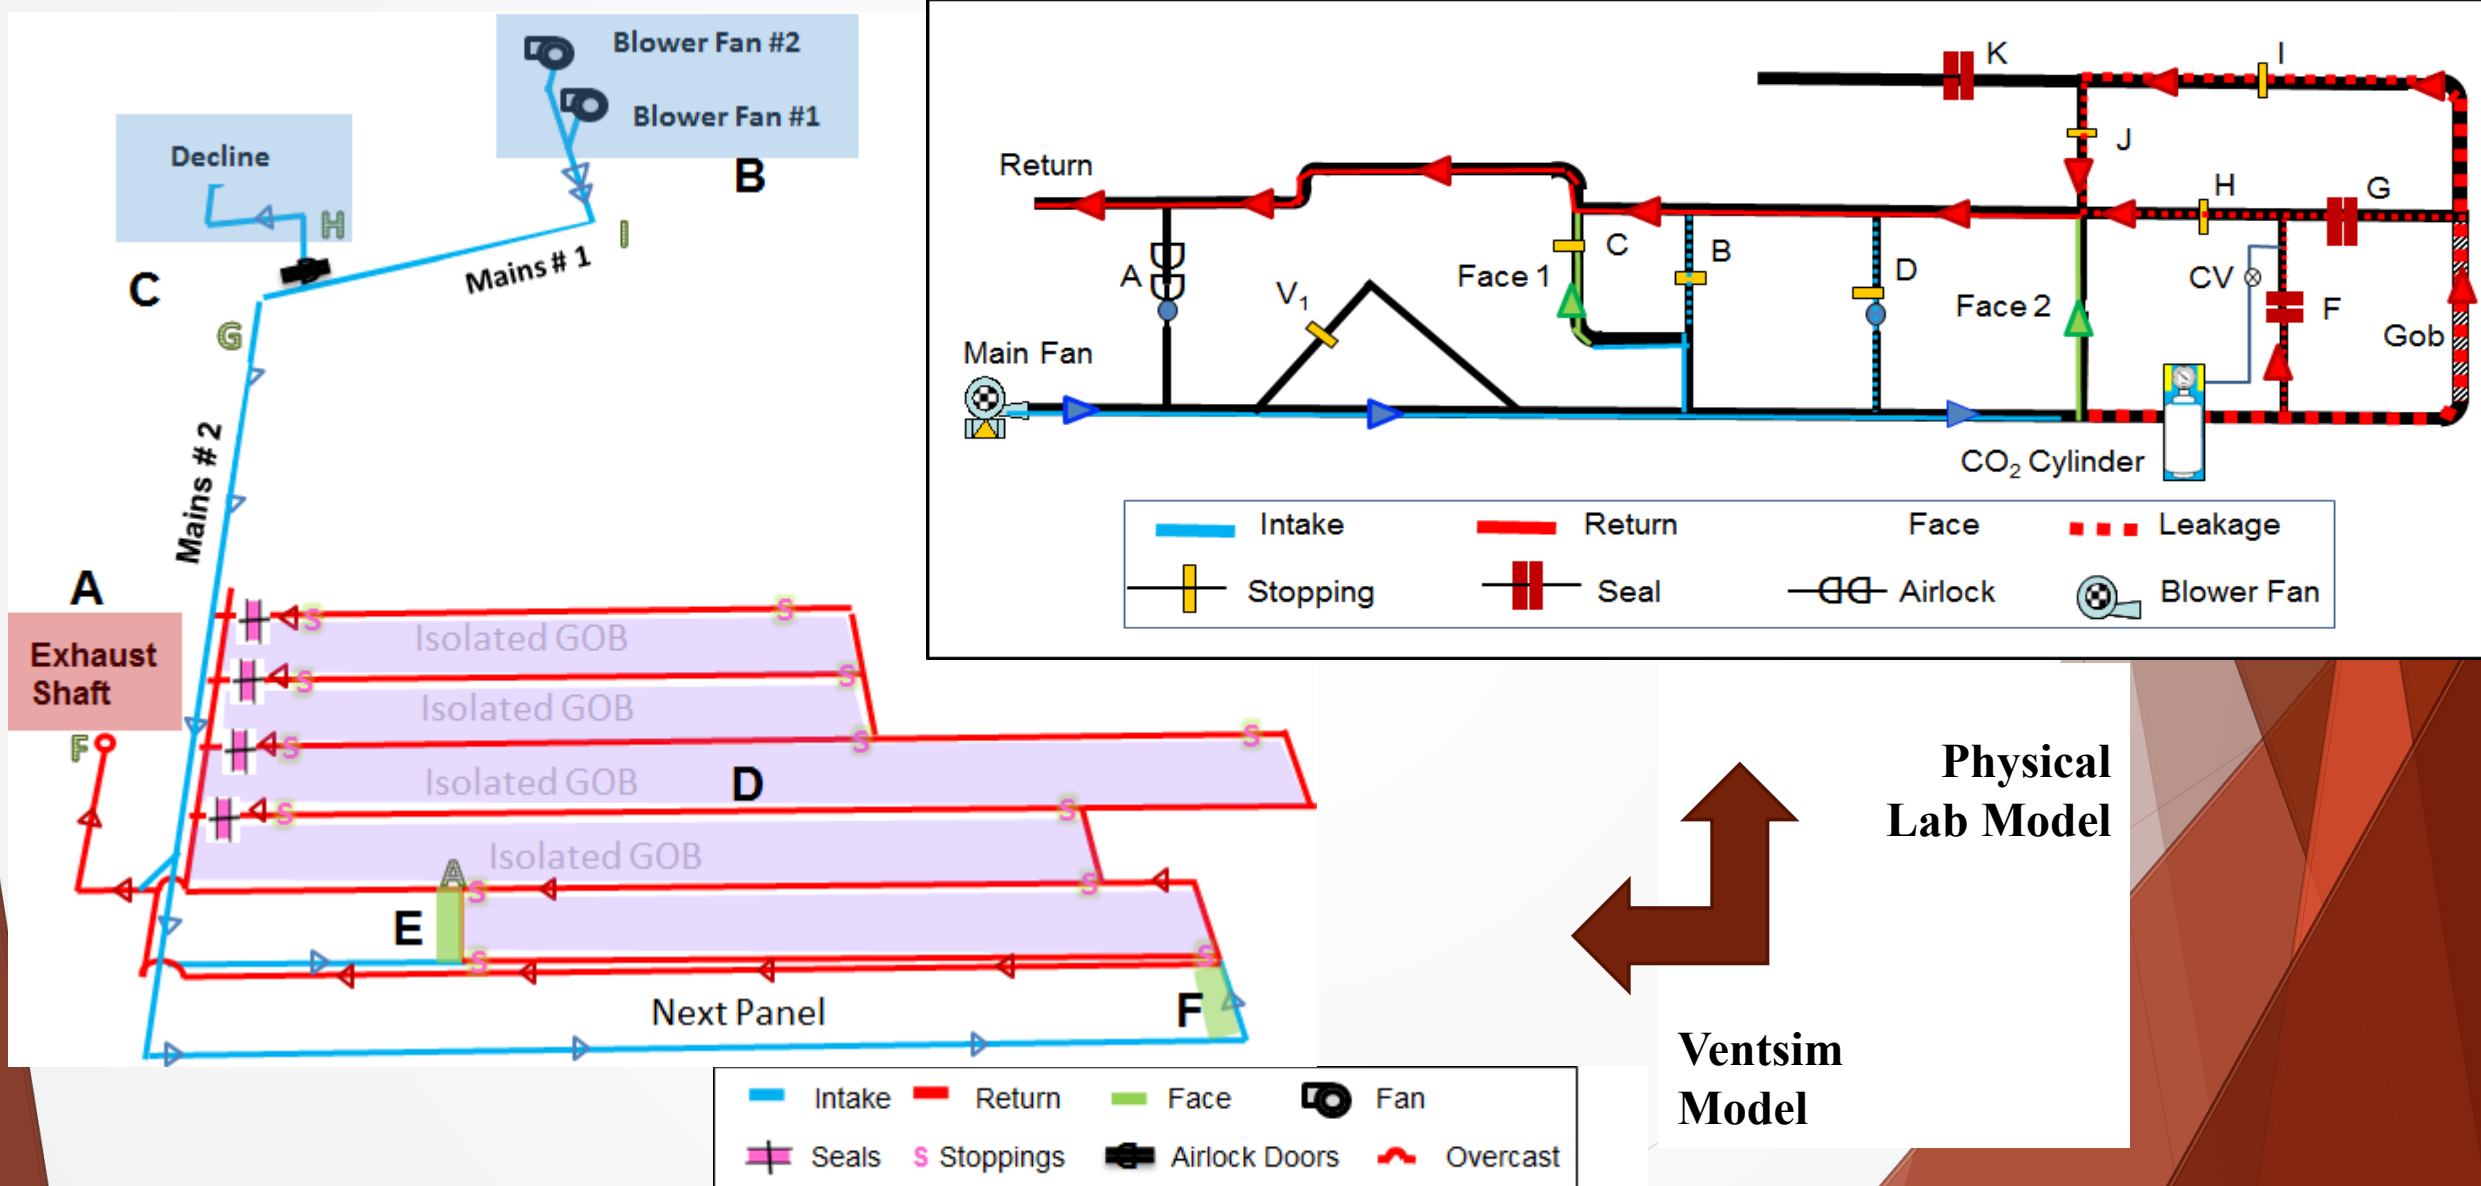 Blower Fan #2
Blower Fan #1
B
Decline
H
I
C
Mains # 1
G
Mains # 2
A
Exhaust
Shaft
F
S
S
Isolated GOB
S
S
Isolated GOB
S
S
S
Isolated GOB
D
S
S
Isolated GOB
A
S
S
E
S
S
Next Panel
F
Intake
Return
Face
Fan
Seals
S Stoppings
Airlock Doors
Overcast
K
I
J
Return
H
G
A
V1
Face 1
C
B
D
Face 2
CV
F
Gob
Main Fan
CO2 Cylinder
Intake
Return
Face
Leakage
Stopping
Seal
Airlock
Blower Fan
Physical
Lab Model
Ventsim
Model